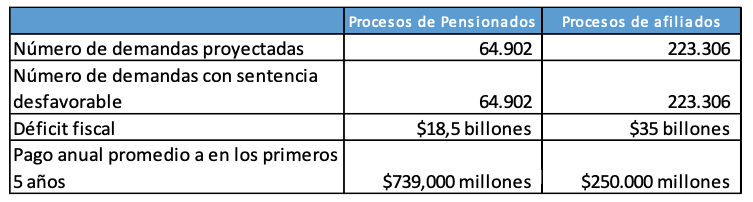 Procesos de Pensionados Procesos de afiliados
Número de demandas proyectadas 64.902 223.306
Número de demandas con sentencia
desfavorable 64.902 223.306
Déficit fiscal $18,5 billones $35 billones
Pago anual promedio a en los primeros
5 años $739,000 millones $250.000 millones